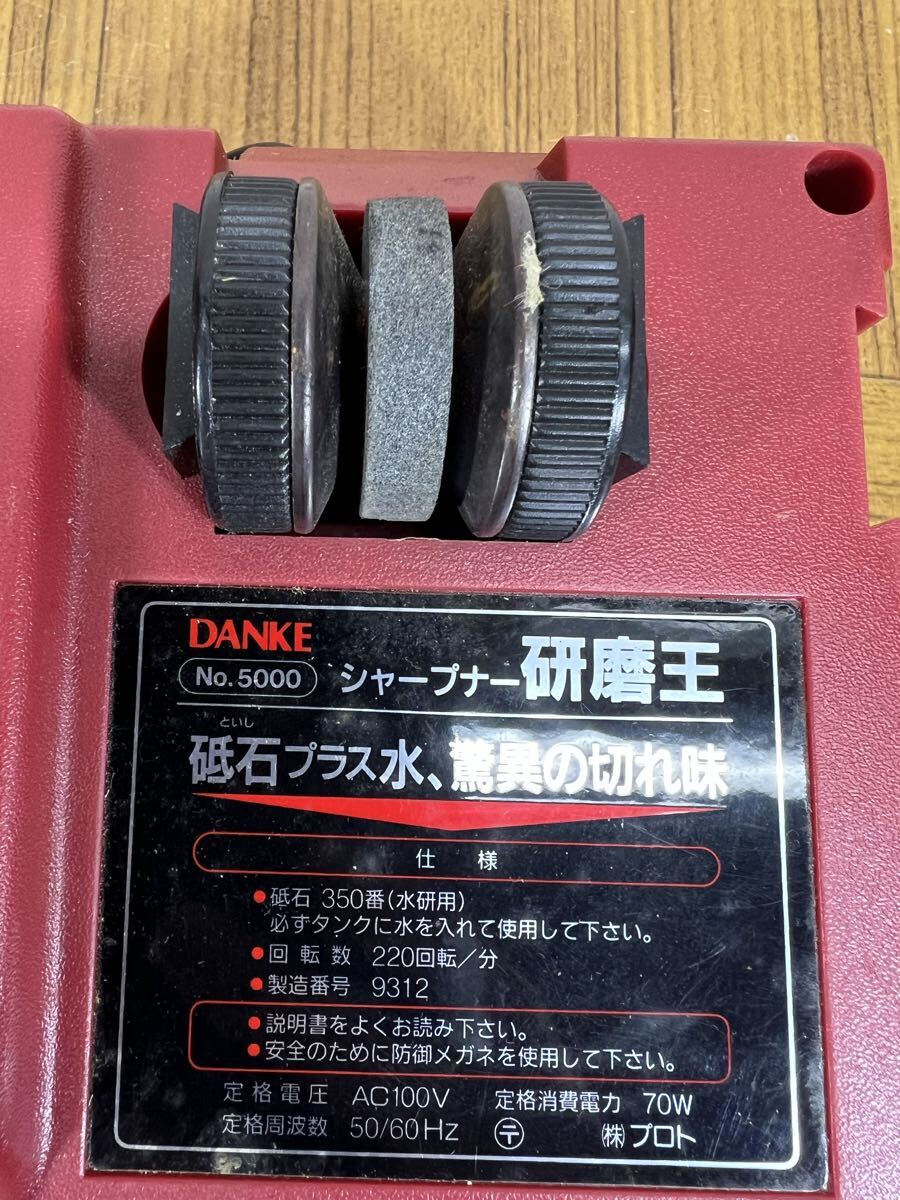 DANKE
No.5000 シャープナー研磨王
といし
砥石プラス水、驚異の切れ味
仕 様
●砥石 350番(水研用)
必ずタンクに水を入れて使用して下さい。
●回転数 220回転/分
●製造番号 9312
●説明書をよくお読み下さい。
●安全のために防御メガネを使用して下さい。
定格電圧 AC100V 定格消費電力 70W
定格周波数 50/60Hz 〒 ㈱プロト